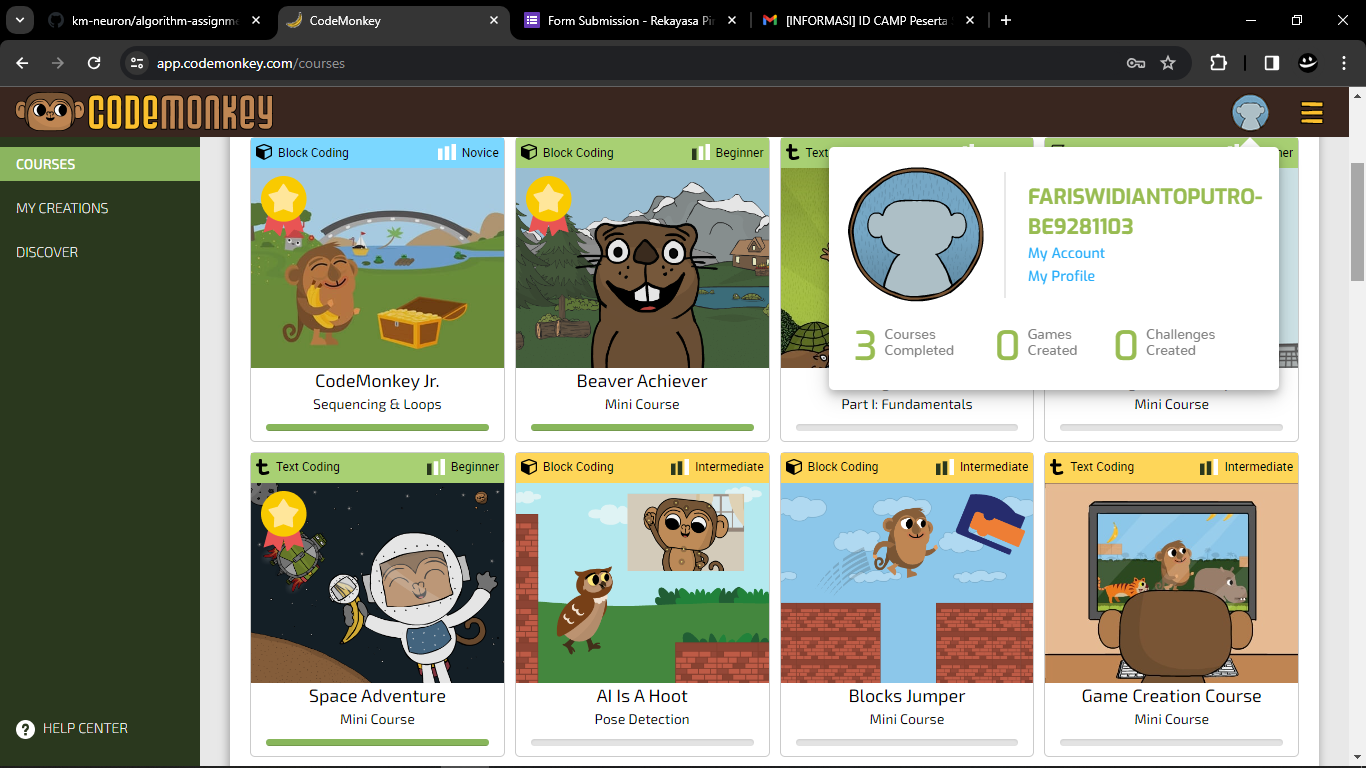 km-neuron/algorithm-assignme
CodeMonkey
Form Submission - Rekayasa Pi
[INFORMASI] ID CAMP Peserta
app.codemonkey.com/courses
CODEMONKEY
COURSES
MY CREATIONS
DISCOVER
HELP CENTER
FARISWIDIANTOPUTRO-
BE9281103
My Account
My Profile
3 Courses
Completed
0 Games
Created
0 Challenges
Created
Block Coding Novice
CodeMonkey Jr.
Sequencing & Loops
Block Coding Beginner
Beaver Achiever
Mini Course
Text
Part I: Fundamentals
Mini Course
Text Coding Beginner
Space Adventure
Mini Course
Block Coding Intermediate
AI Is A Hoot
Pose Detection
Block Coding Intermediate
Blocks Jumper
Mini Course
Text Coding Intermediate
Game Creation Course
Mini Course